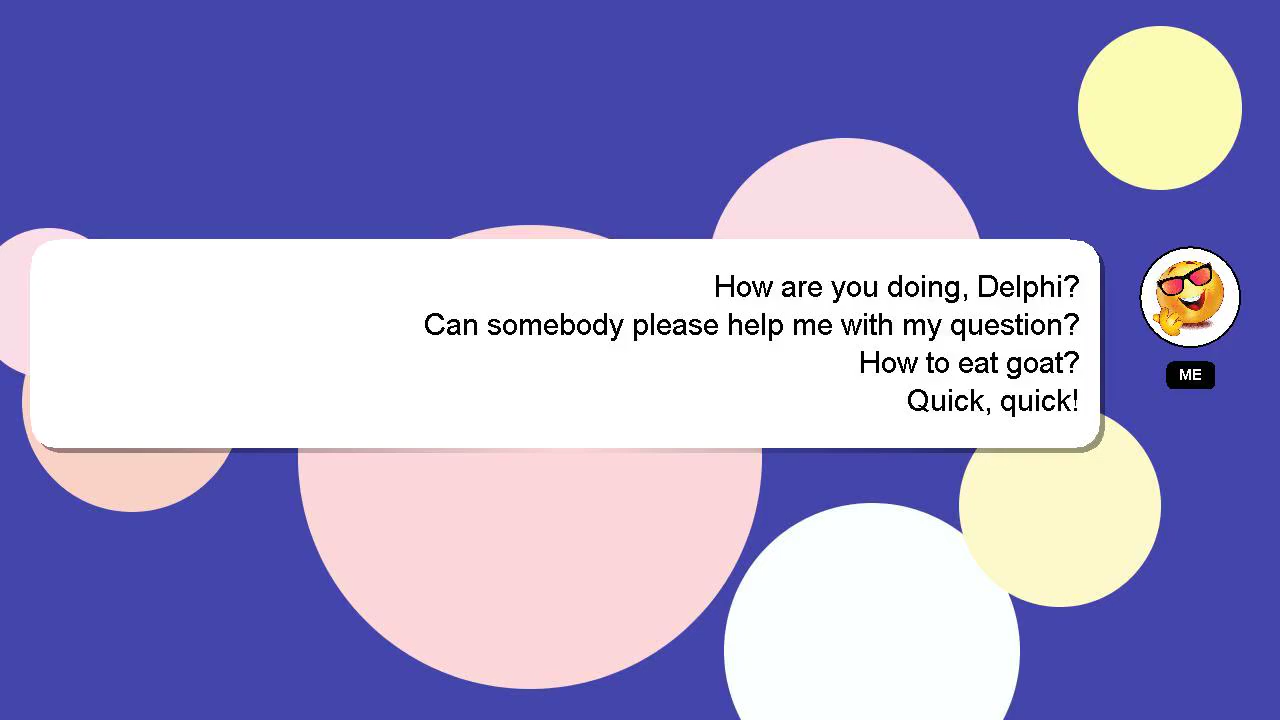 How are you doing, Delphi?
Can somebody please help me with my question?
How to eat goat?
Quick, quick!
ME